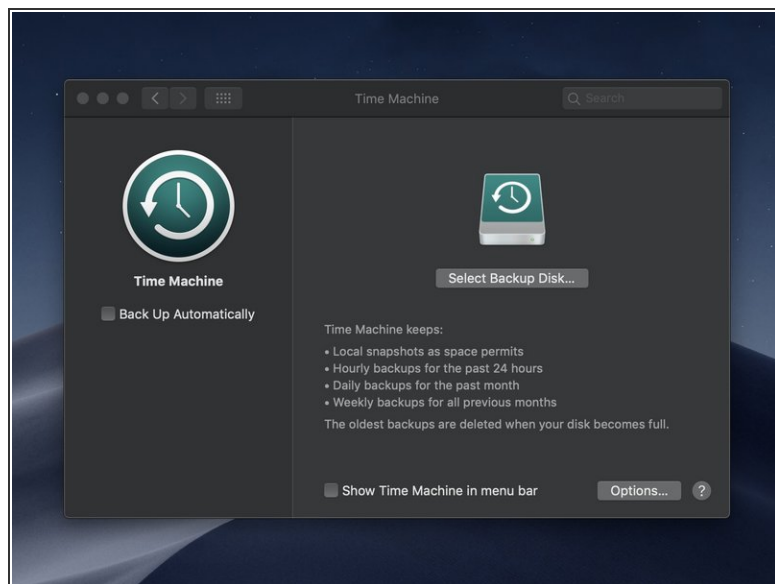 Time Machine
Search
Time Machine
Back Up Automatically
Select Backup Disk...
Time Machine keeps:
• Local snapshots as space permits
• Hourly backups for the past 24 hours
• Daily backups for the past month
• Weekly backups for all previous months
The oldest backups are deleted when your disk becomes full.
Show Time Machine in menu bar
Options...
?